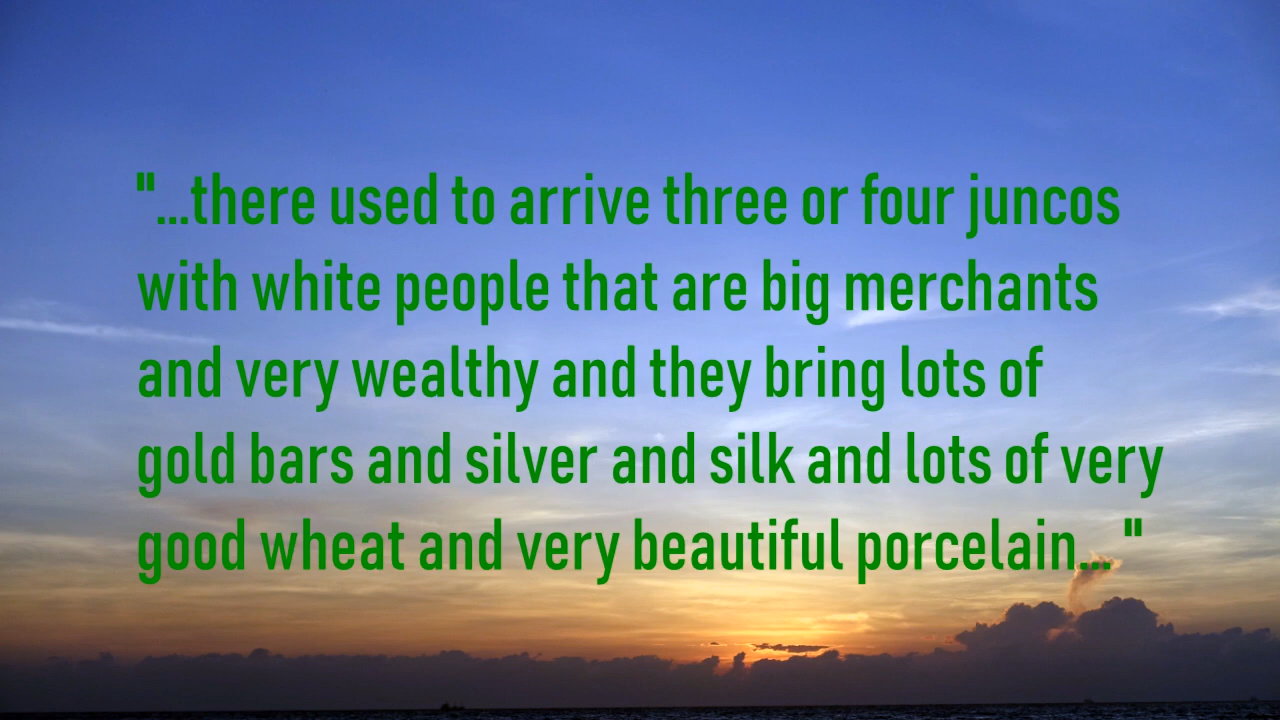 "...there used to arrive three or four juncos
with white people that are big merchants
and very wealthy and they bring lots of
gold bars and silver and silk and lots of very
good wheat and very beautiful porcelain... "